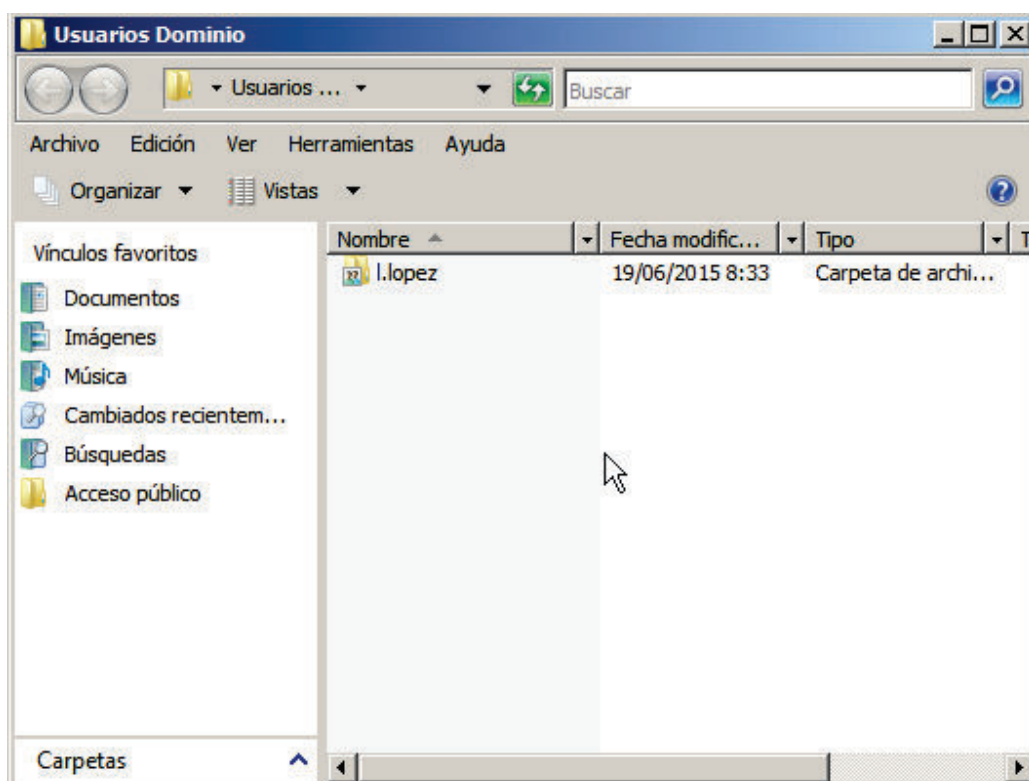 Usuarios Dominio
Usuarios ...
Buscar
Archivo Edición Ver Herramientas Ayuda
Organizar Vistas
Vínculos favoritos
Documentos
Imágenes
Música
Cambiados recientem...
Búsquedas
Acceso público
Carpetas
Nombre Fecha modific... Tipo T
l.lopez 19/06/2015 8:33 Carpeta de archi...